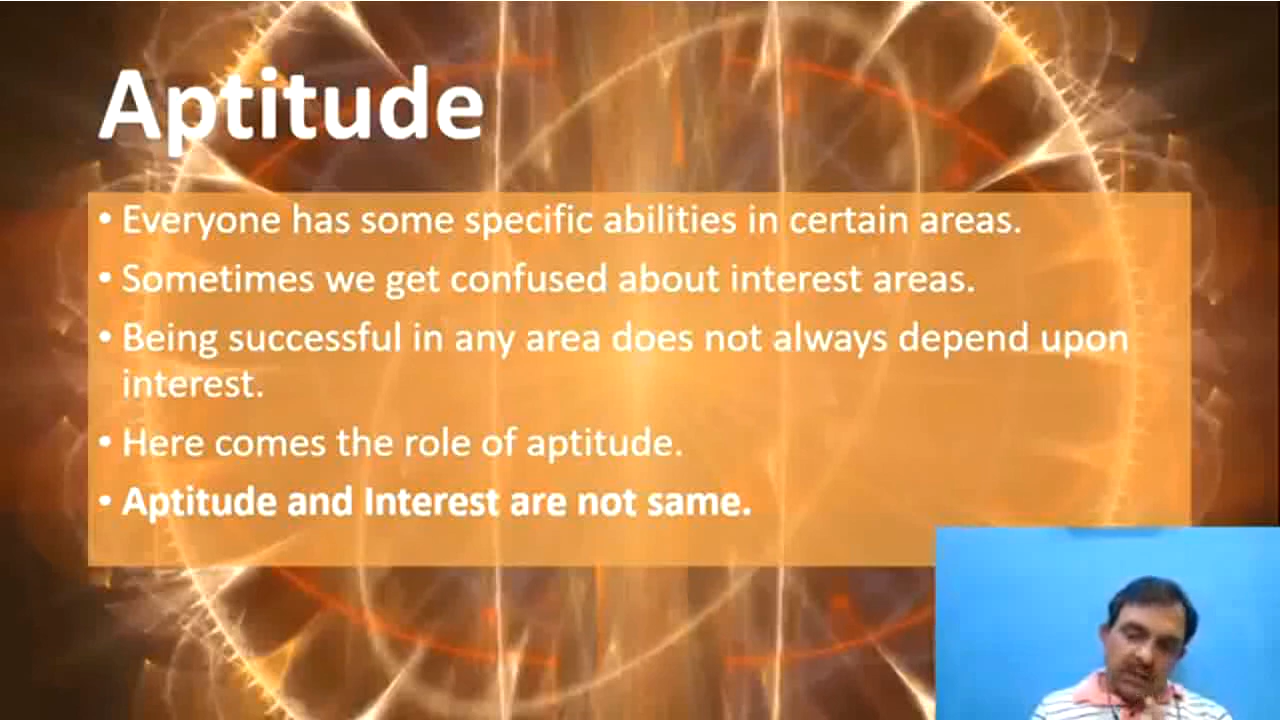 Aptitude
• Everyone has some specific abilities in certain areas.
• Sometimes we get confused about interest areas.
• Being successful in any area does not always depend upon
interest.
• Here comes the role of aptitude.
• Aptitude and Interest are not same.